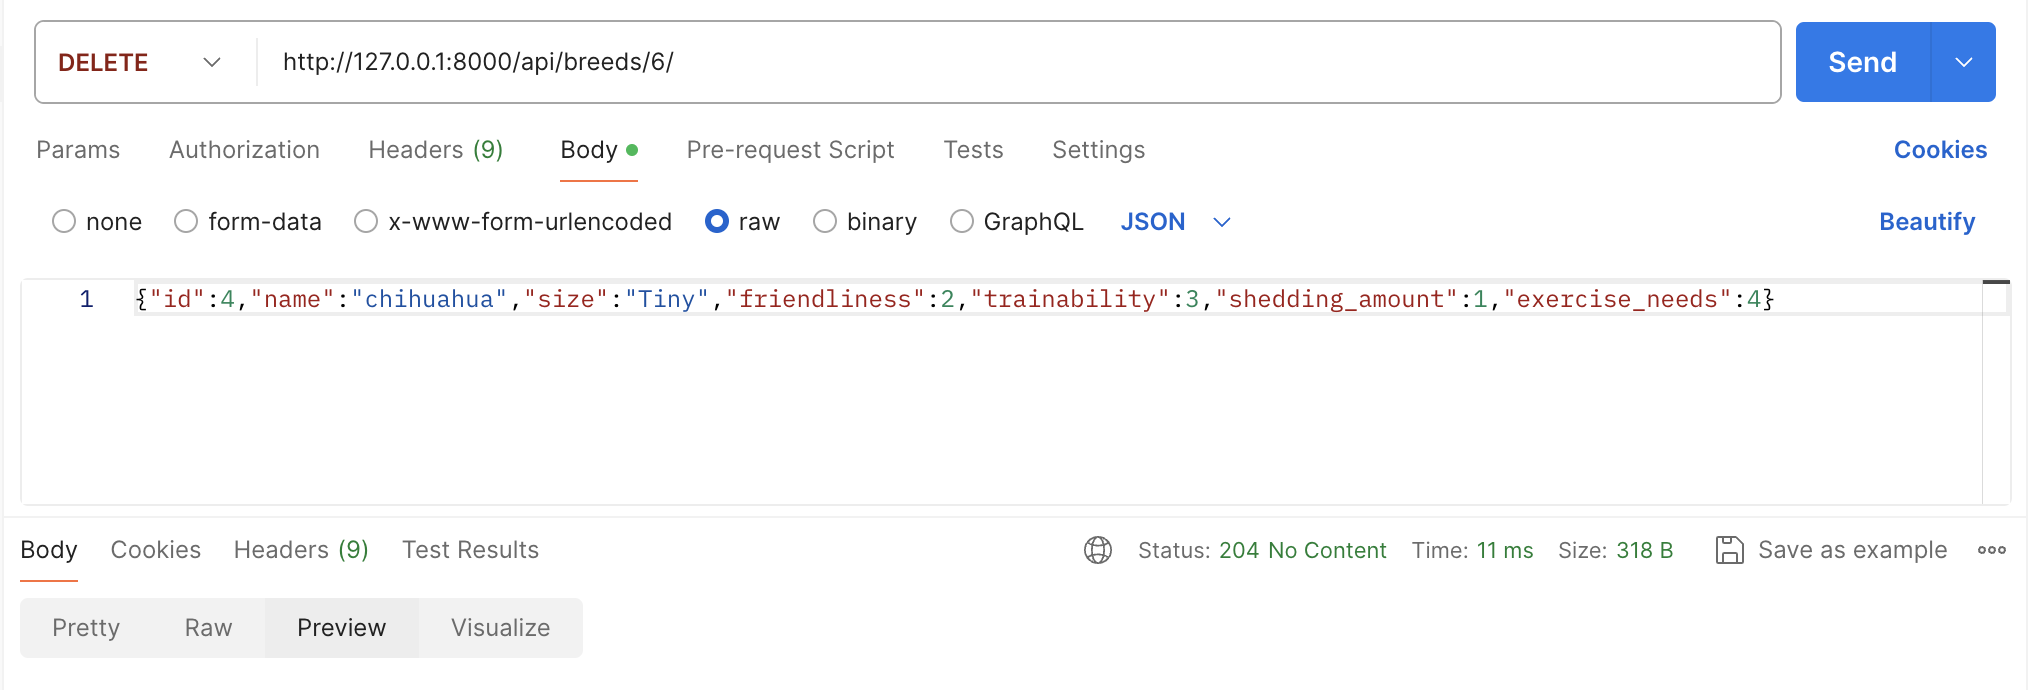 DELETE http://127.0.0.1:8000/api/breeds/6/ Send
Params Authorization Headers (9) Body Pre-request Script Tests Settings Cookies
none form-data x-www-form-urlencoded raw binary GraphQL JSON Beautify
1 {"id":4,"name":"chihuahua","size":"Tiny","friendliness":2,"trainability":3,"shedding_amount":1,"exercise_needs":4}
Body Cookies Headers (9) Test Results Status: 204 No Content Time: 11 ms Size: 318 B Save as example
Pretty Raw Preview Visualize